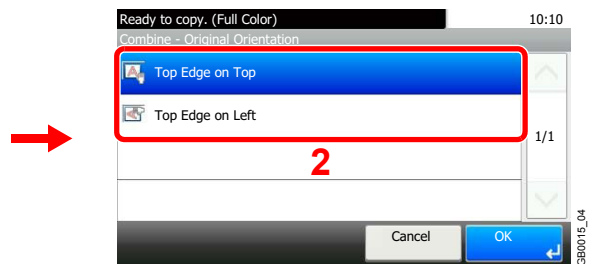 Ready to copy. (Full Color) 10:10
Combine - Original Orientation
Top Edge on Top
Top Edge on Left
1/1
2
Cancel OK
GB0015_04